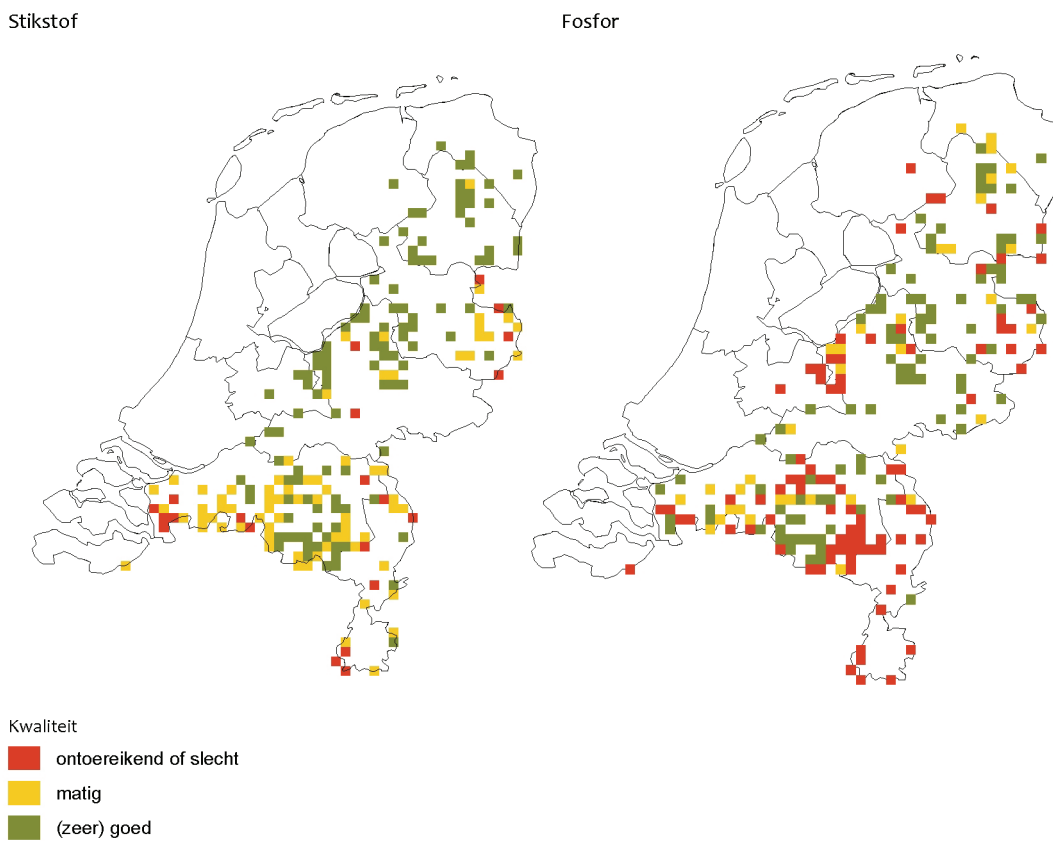 Stikstof
Fosfor
Kwaliteit
ontoereikend of slecht
matig
(zeer) goed